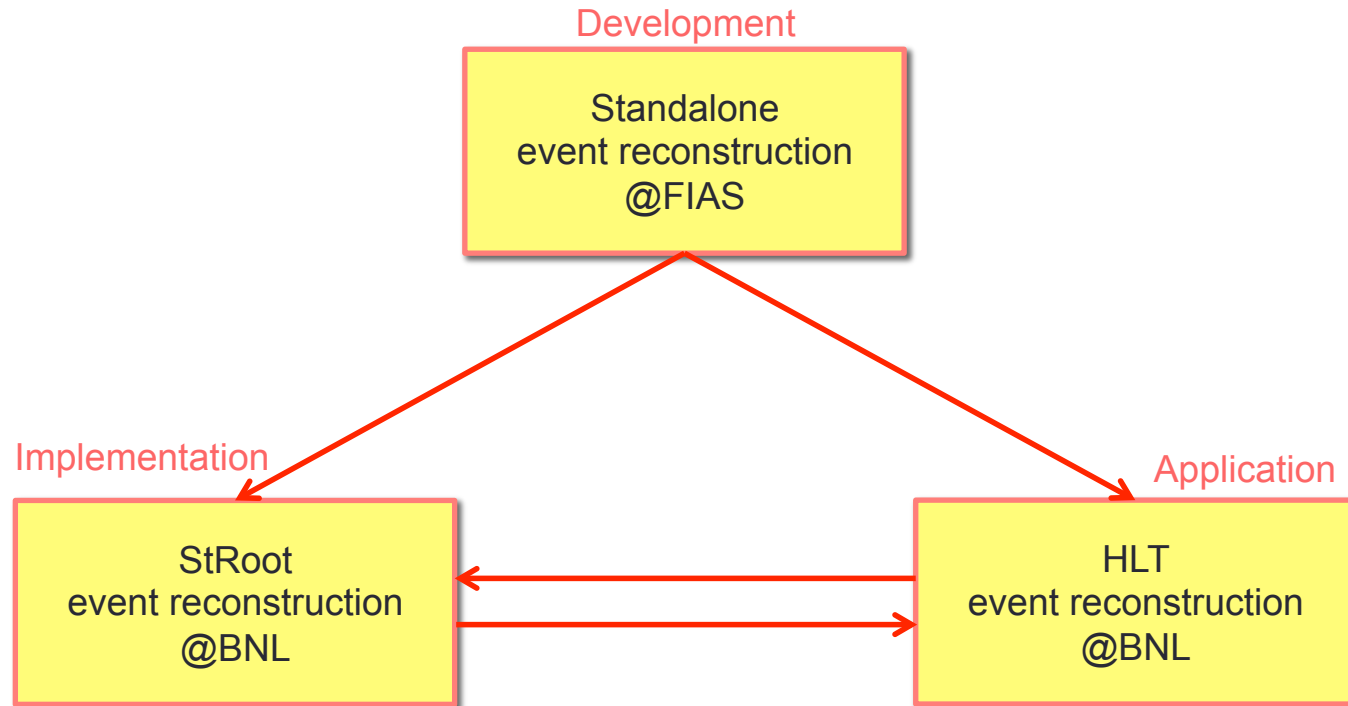 Development
Standalone
event reconstruction
@FIAS
Implementation
StRoot
event reconstruction
@BNL
Application
HLT
event reconstruction
@BNL